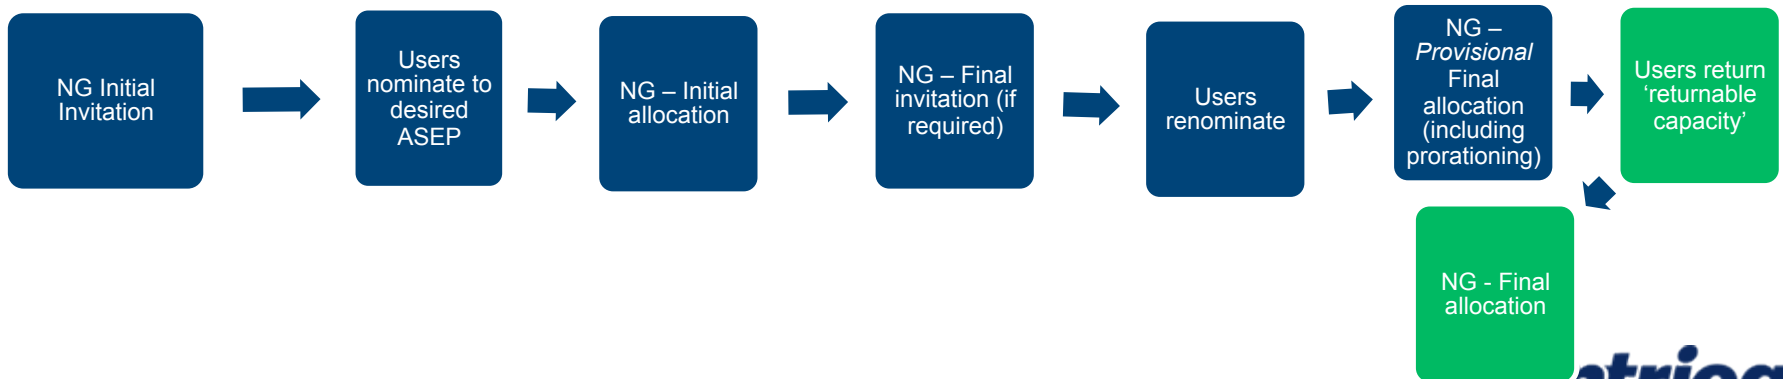 NG Initial
Invitation
Users
nominate to
desired
ASEP
NG – Initial
allocation
NG – Final
invitation (if
required)
Users
renominate
NG –
Provisional
Final
allocation
(including
prorationing)
Users return
‘returnable
capacity’
NG - Final
allocation